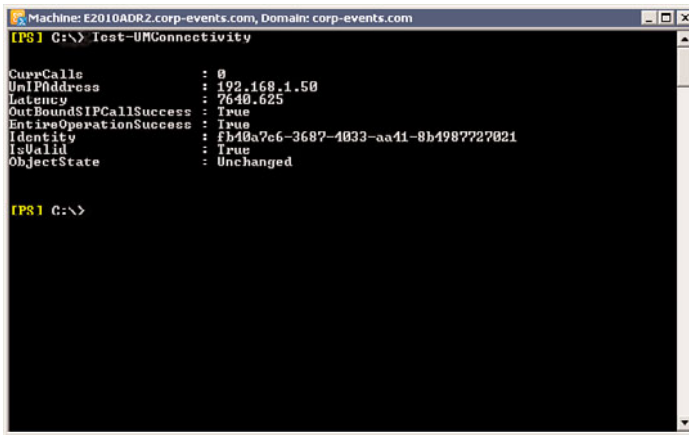 Machine: E2010ADR2.corp-events.com, Domain: corp-events.com
[PS] C:\> Test-UMConnectivity
CurrCalls : 0
UmIPAddress : 192.168.1.50
Latency : 7640.625
OutBoundSIPCallSuccess : True
EntireOperationSuccess : True
Identity : fb40a7c6-3687-4033-aa41-8b4987727021
IsValid : True
ObjectState : Unchanged
[PS] C:\>